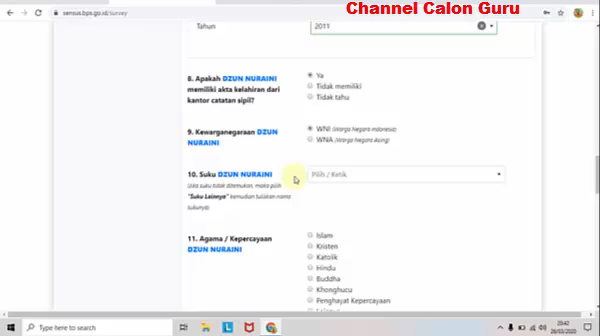 Channel Calon Guru
sensus.bps.go.id/survey
Tahun
2011
8. Apakah DZUN NURAINI
memiliki akta kelahiran dari
kantor catatan sipil?
Ya
Tidak memiliki
Tidak tahu
9. Kewarganegaraan DZUN
NURAINI
WNI (Warga Negara Indonesia)
WNA (Warga Negara Asing)
10. Suku DZUN NURAINI
(Jika suku tidak ditemukan, maka pilih
"Suku Lainnya" kemudian tuliskan nama
sukunya)
Pilih / Ketik
11. Agama / Kepercayaan
DZUN NURAINI
Islam
Kristen
Katolik
Hindu
Buddha
Khonghucu
Penghayat Kepercayaan
Lainnya
Type here to search
20:42
26/03/2020